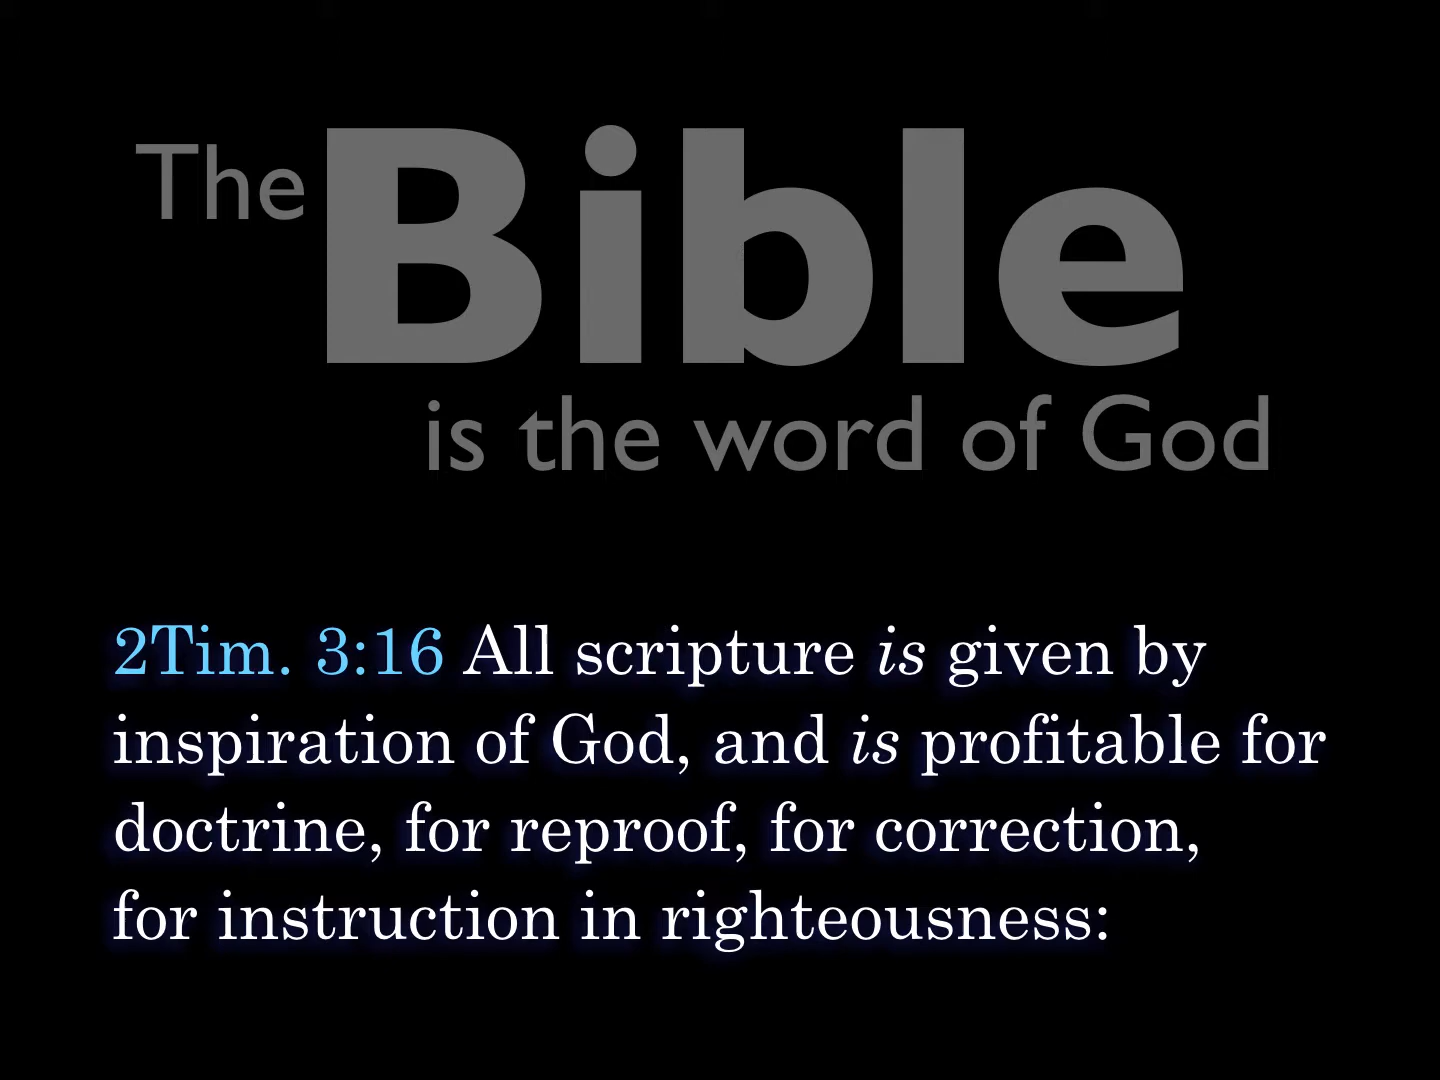 The Bible
is the word of God
2Tim. 3:16 All scripture is given by
inspiration of God, and is profitable for
doctrine, for reproof, for correction,
for instruction in righteousness: